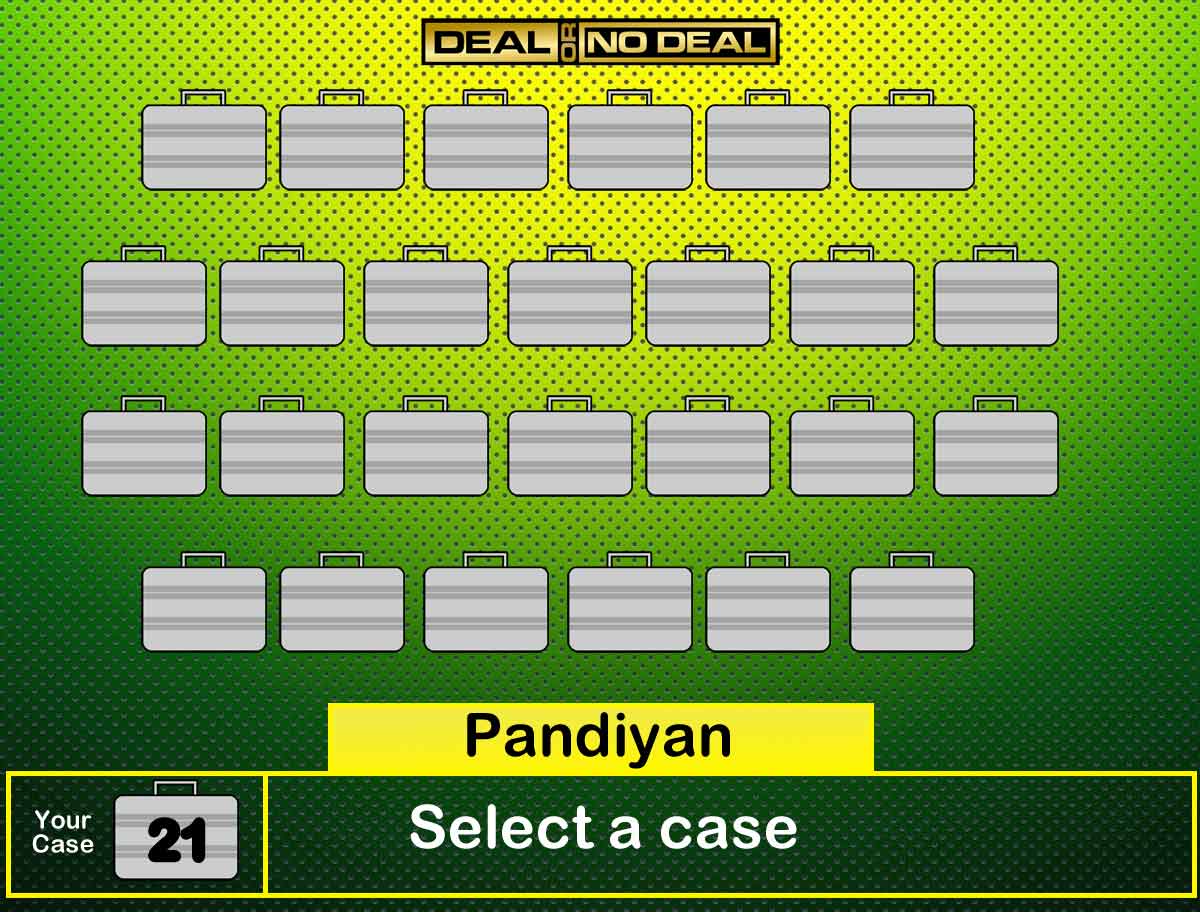 DEAL OR NO DEAL
Pandiyan
Your
Case
21
Select a case